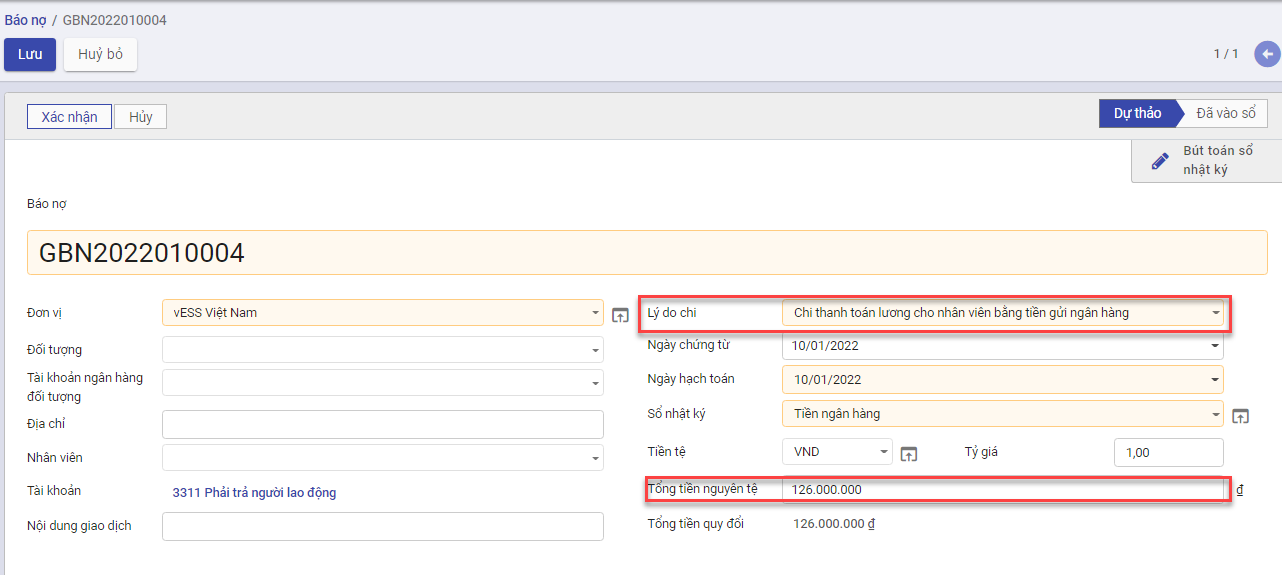 Báo nợ / GBN2022010004
Lưu
Huỷ bỏ
1 / 1
Xác nhận
Hủy
Dự thảo
Đã vào sổ
Bút toán sổ
nhật ký
Báo nợ
GBN2022010004
Đơn vị
vESS Việt Nam
Lý do chi
Chi thanh toán lương cho nhân viên bằng tiền gửi ngân hàng
Đối tượng
Ngày chứng từ
10/01/2022
Tài khoản ngân hàng
đối tượng
Ngày hạch toán
10/01/2022
Địa chỉ
Sổ nhật ký
Tiền ngân hàng
Nhân viên
Tiền tệ
VND
Tỷ giá
1,00
Tài khoản
3311 Phải trả người lao động
Tổng tiền nguyên tệ
126.000.000
₫
Nội dung giao dịch
Tổng tiền quy đổi
126.000.000 ₫